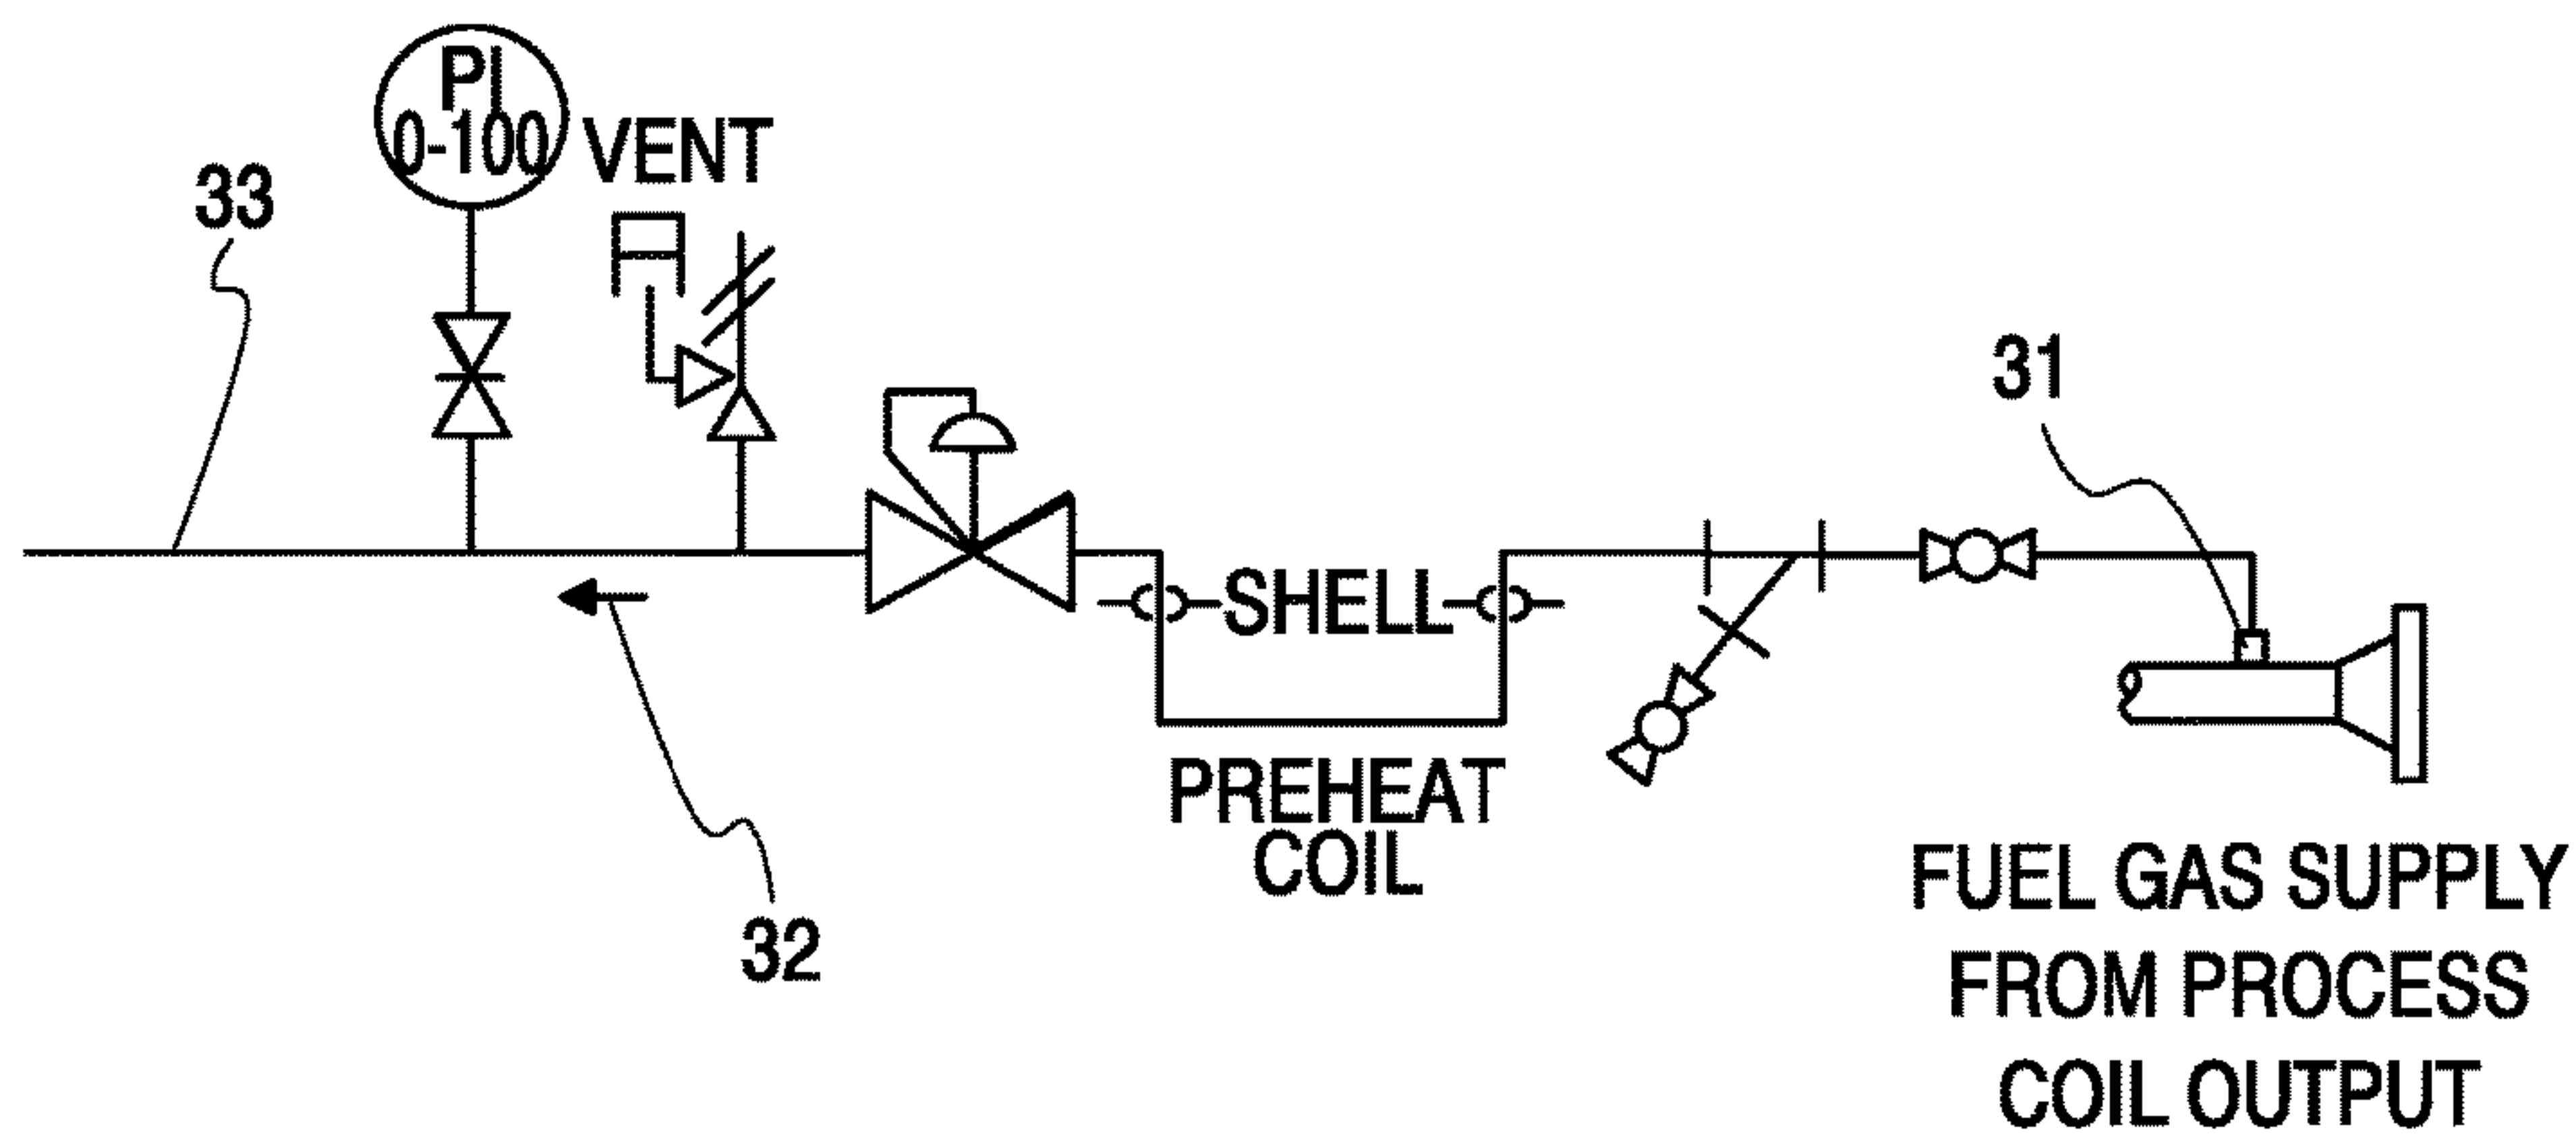 PI
0-100
VENT
33
31
SHELL
PREHEAT
COIL
32
FUEL GAS SUPPLY
FROM PROCESS
COIL OUTPUT